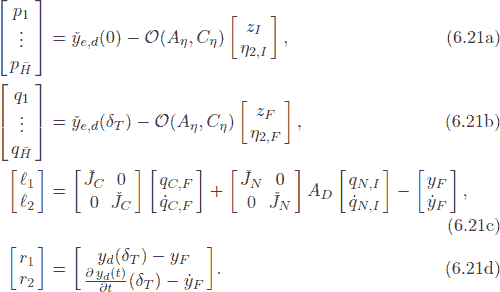 [p_1 ⋮ p_{H̄}] = y̌_{e,d}(0) − 𝒪(A_η, C_η) [z_I η_{2,I}], (6.21a)
[q_1 ⋮ q_{H̄}] = y̌_{e,d}(δ_T) − 𝒪(A_η, C_η) [z_F η_{2,F}], (6.21b)
[ℓ_1 ℓ_2] = [J̌_C 0 0 J̌_C] [q_{C,F} q̇_{C,F}] + [J̌_N 0 0 J̌_N] A_D [q_{N,I} q̇_{N,I}] − [y_F ẏ_F],
(6.21c)
[r_1 r_2] = [y_d(δ_T) − y_F ∂ y_d(t)/∂t (δ_T) − ẏ_F]. (6.21d)